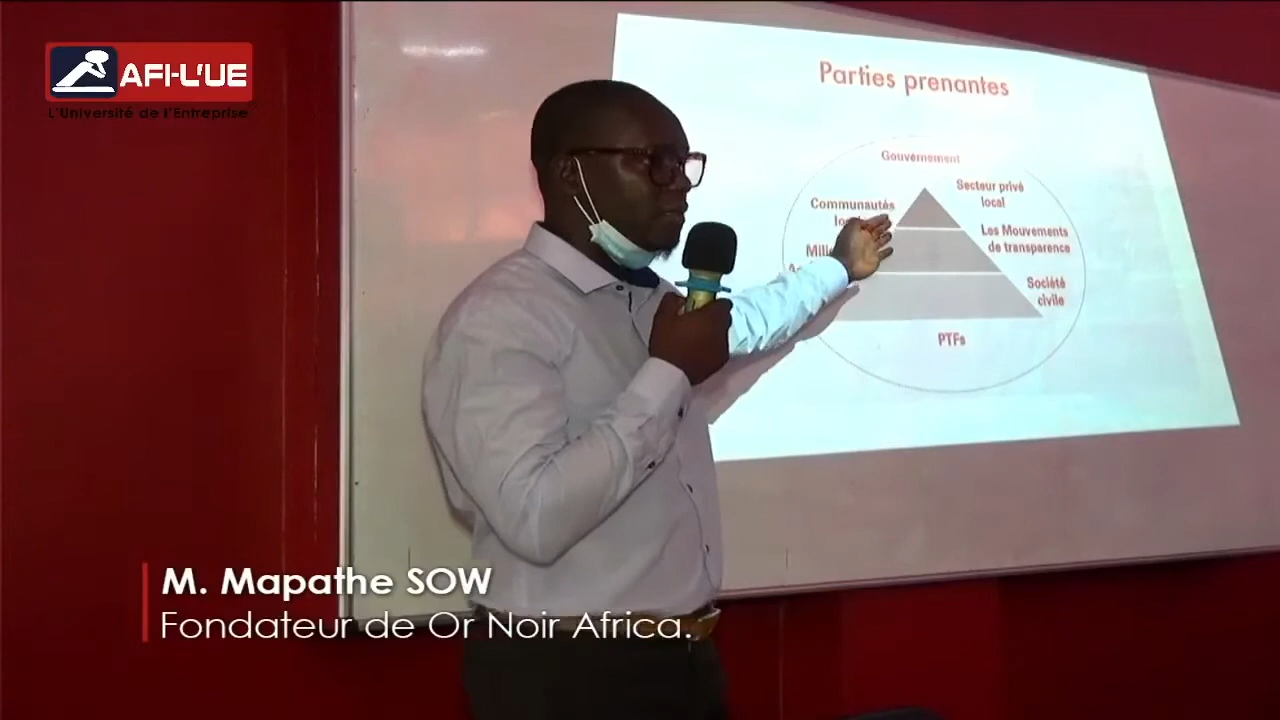 AFI-L'UE
L'Université de l'Entreprise
Parties prenantes
Gouvernement
Secteur privé
local
Communautés
Les Mouvements
de transparence
Société
civile
PTFs
M. Mapathe SOW
Fondateur de Or Noir Africa.